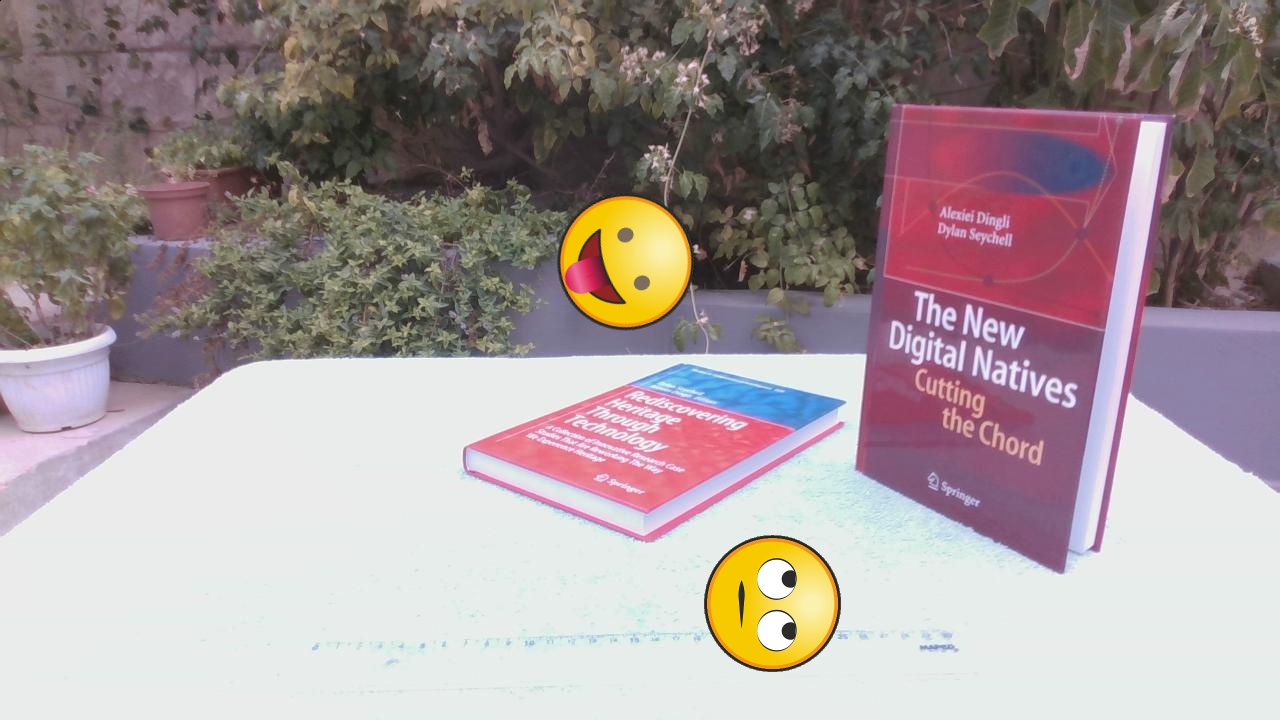 Alexiei Dingli
Dylan Seychell
The New
Digital Natives
Cutting
the Chord
Springer
Rediscovering
Heritage
Through
Technology
A Collection of Innovative Research Case
Studies That Are Reworking The Way
We Experience Heritage
Springer